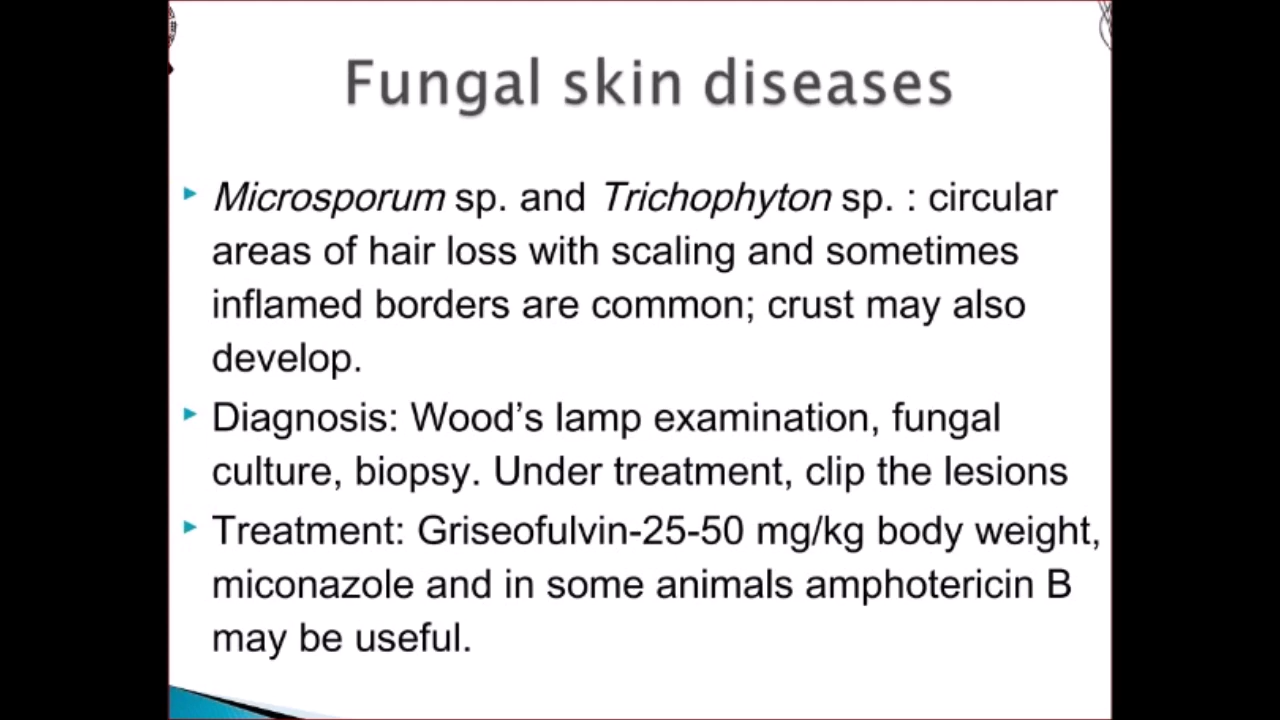 Fungal skin diseases
Microsporum sp. and Trichophyton sp. : circular
areas of hair loss with scaling and sometimes
inflamed borders are common; crust may also
develop.
Diagnosis: Wood’s lamp examination, fungal
culture, biopsy. Under treatment, clip the lesions
Treatment: Griseofulvin-25-50 mg/kg body weight,
miconazole and in some animals amphotericin B
may be useful.